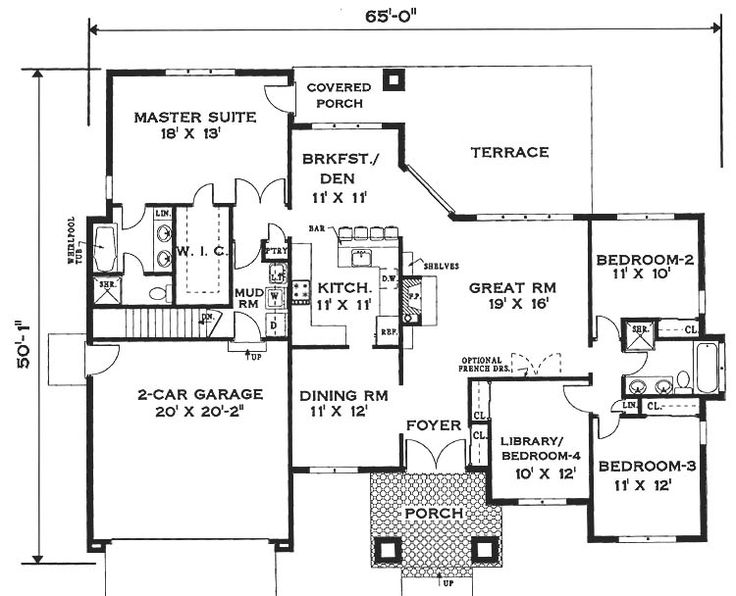 65'-0"
50'-1"
COVERED
PORCH
MASTER SUITE
18' X 13'
TERRACE
BRKFST./
DEN
11' X 11'
WHIRLPOOL
TUB
LIN.
W. I. C.
P'TRY
BAR
SHELVES
BEDROOM-2
11' X 10'
SHR.
MUD
RM
L.T.
W
D
KITCH.
11' X 11'
D.W.
F.P.
REF.
GREAT RM
19' X 16'
DN.
UP
SHR.
CL.
OPTIONAL
FRENCH DRS.
2-CAR GARAGE
20' X 20'-2"
DINING RM
11' X 12'
FOYER
CL.
CL.
LIBRARY/
BEDROOM-4
10' X 12'
LIN.
CL.
BEDROOM-3
11' X 12'
PORCH
UP